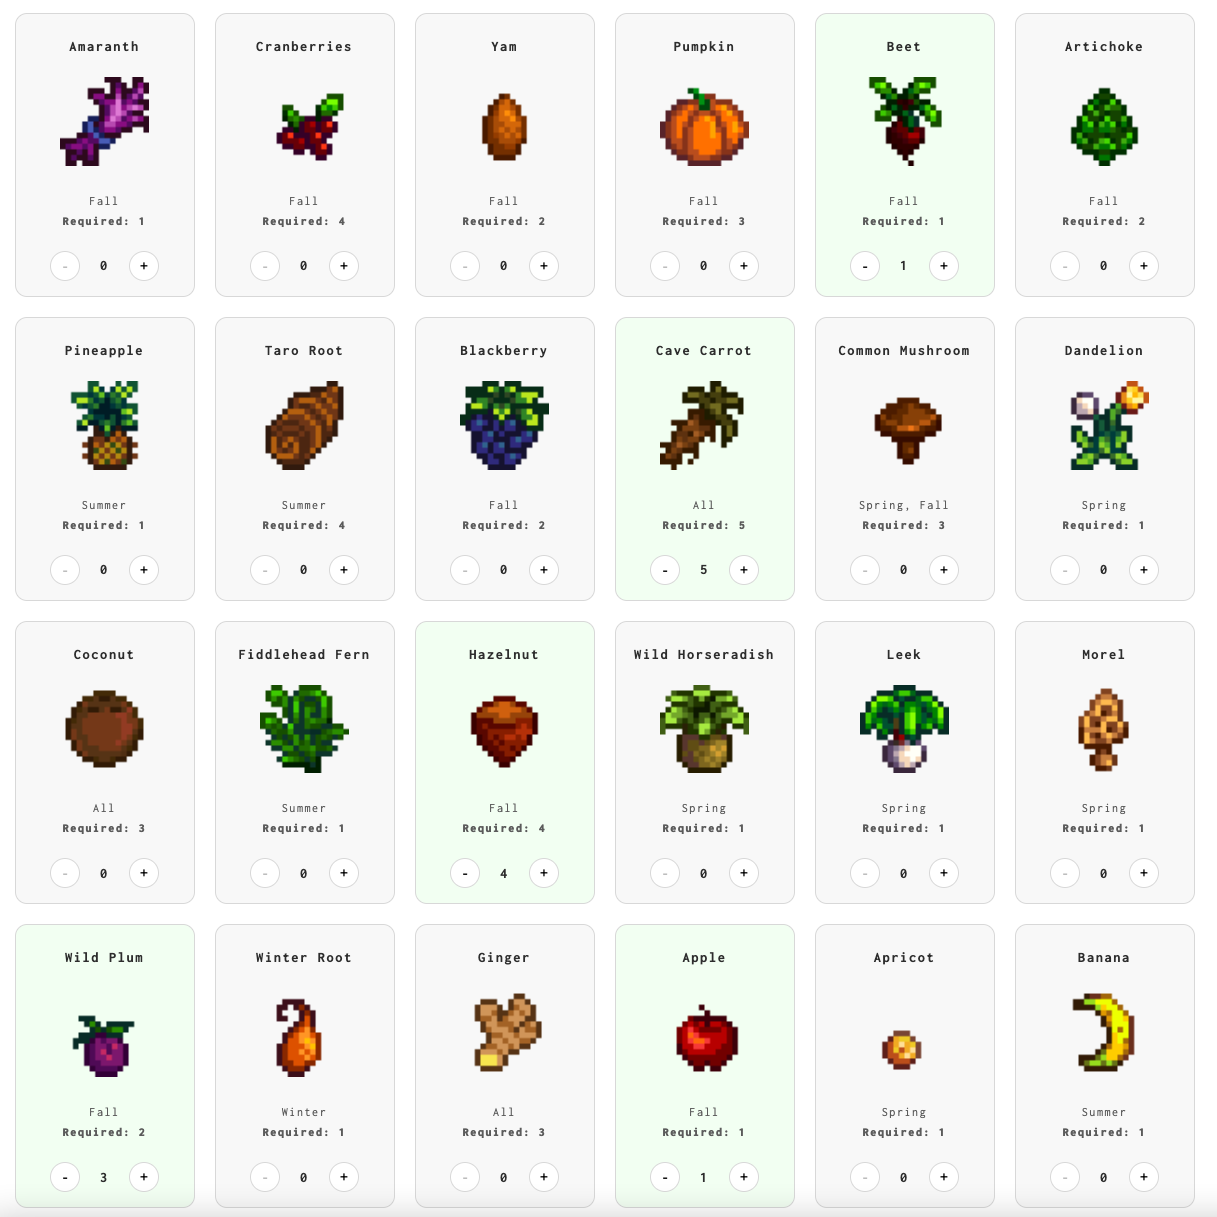 Amaranth
Fall
Required: 1
- 0 +
Cranberries
Fall
Required: 4
- 0 +
Yam
Fall
Required: 2
- 0 +
Pumpkin
Fall
Required: 3
- 0 +
Beet
Fall
Required: 1
- 1 +
Artichoke
Fall
Required: 2
- 0 +
Pineapple
Summer
Required: 1
- 0 +
Taro Root
Summer
Required: 4
- 0 +
Blackberry
Fall
Required: 2
- 0 +
Cave Carrot
All
Required: 5
- 5 +
Common Mushroom
Spring, Fall
Required: 3
- 0 +
Dandelion
Spring
Required: 1
- 0 +
Coconut
All
Required: 3
- 0 +
Fiddlehead Fern
Summer
Required: 1
- 0 +
Hazelnut
Fall
Required: 4
- 4 +
Wild Horseradish
Spring
Required: 1
- 0 +
Leek
Spring
Required: 1
- 0 +
Morel
Spring
Required: 1
- 0 +
Wild Plum
Fall
Required: 2
- 3 +
Winter Root
Winter
Required: 1
- 0 +
Ginger
All
Required: 3
- 0 +
Apple
Fall
Required: 1
- 1 +
Apricot
Spring
Required: 1
- 0 +
Banana
Summer
Required: 1
- 0 +